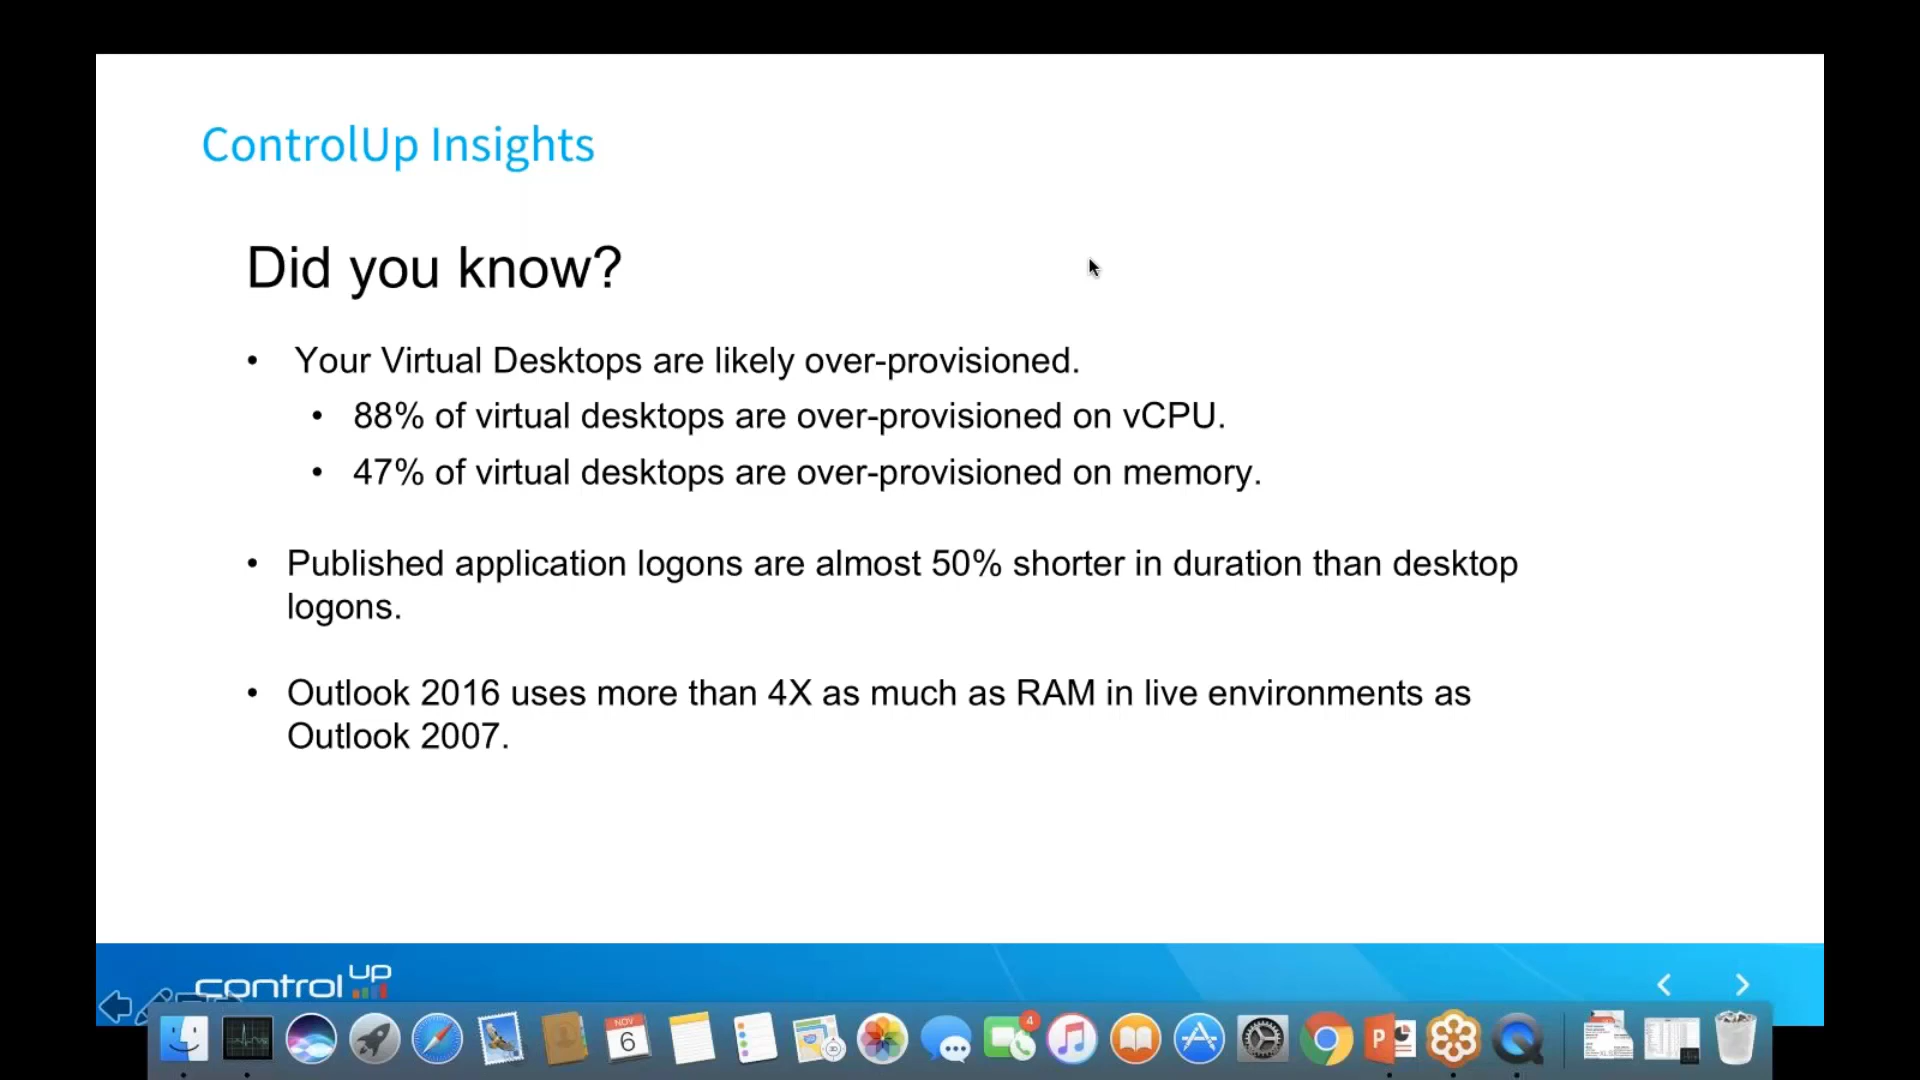 ControlUp Insights
Did you know?
• Your Virtual Desktops are likely over-provisioned.
• 88% of virtual desktops are over-provisioned on vCPU.
• 47% of virtual desktops are over-provisioned on memory.
• Published application logons are almost 50% shorter in duration than desktop
logons.
• Outlook 2016 uses more than 4X as much as RAM in live environments as
Outlook 2007.
control UP
NOV
6
4